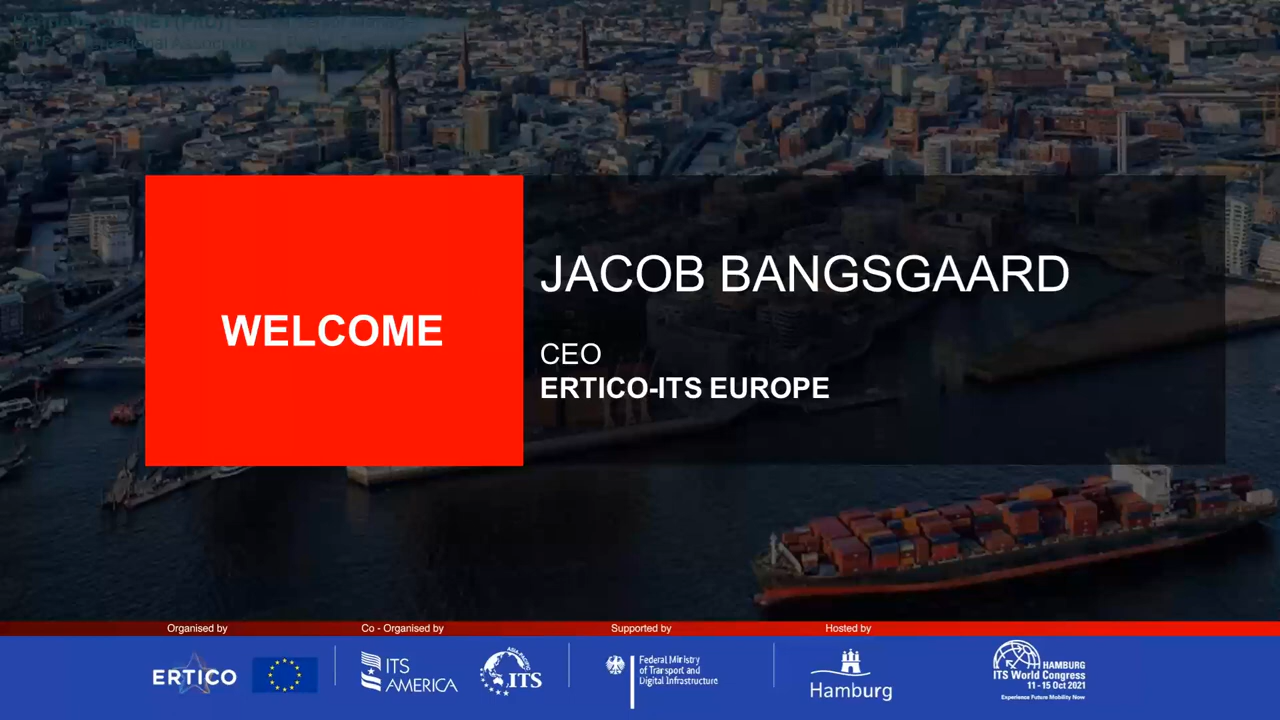 WELCOME
JACOB BANGSGAARD
CEO
ERTICO-ITS EUROPE
Organised by
Co - Organised by
Supported by
Hosted by
ERTICO
ITS
AMERICA
ASIA-PACIFIC
ITS
Federal Ministry
of Transport and
Digital Infrastructure
Hamburg
HAMBURG
ITS World Congress
11 - 15 Oct 2021
Experience Future Mobility Now